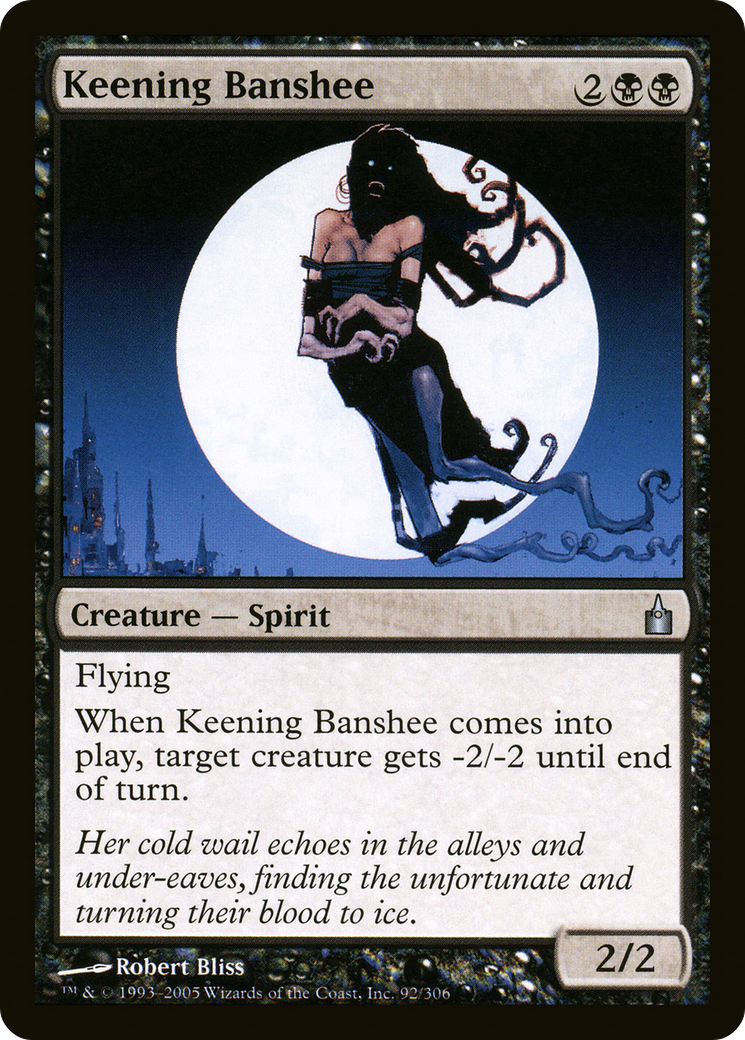 Keening Banshee 2
Creature — Spirit
Flying
When Keening Banshee comes into
play, target creature gets -2/-2 until end
of turn.
Her cold wail echoes in the alleys and
under-eaves, finding the unfortunate and
turning their blood to ice.
2/2
Robert Bliss
™ & © 1993–2005 Wizards of the Coast, Inc. 92/306